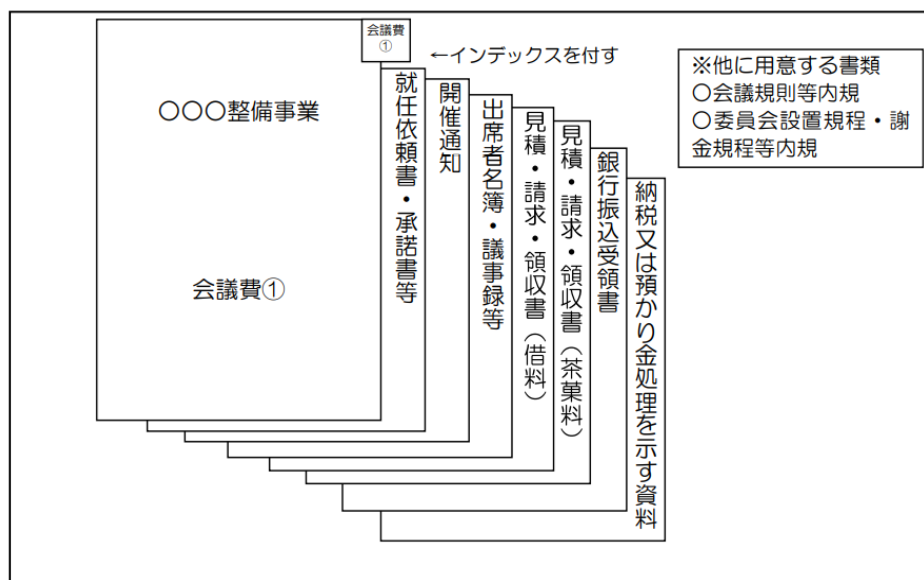 会議費
①
←インデックスを付す
〇〇〇整備事業
会議費①
就任依頼書・承諾書等
開催通知
出席者名簿・議事録等
見積・請求・領収書（借料）
見積・請求・領収書（茶菓料）
銀行振込受領書
納税又は預かり金処理を示す資料
※他に用意する書類
〇会議規則等内規
〇委員会設置規程・謝
金規程等内規